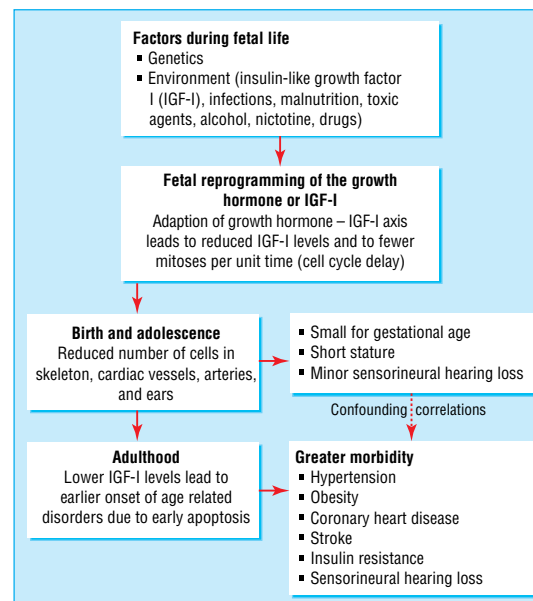 Factors during fetal life
▪ Genetics
▪ Environment (insulin-like growth factor
I (IGF-I), infections, malnutrition, toxic
agents, alcohol, nictotine, drugs)
Fetal reprogramming of the growth
hormone or IGF-I
Adaption of growth hormone – IGF-I axis
leads to reduced IGF-I levels and to fewer
mitoses per unit time (cell cycle delay)
Birth and adolescence
Reduced number of cells in
skeleton, cardiac vessels, arteries,
and ears
▪ Small for gestational age
▪ Short stature
▪ Minor sensorineural hearing loss
Confounding correlations
Adulthood
Lower IGF-I levels lead to
earlier onset of age related
disorders due to early apoptosis
Greater morbidity
▪ Hypertension
▪ Obesity
▪ Coronary heart disease
▪ Stroke
▪ Insulin resistance
▪ Sensorineural hearing loss